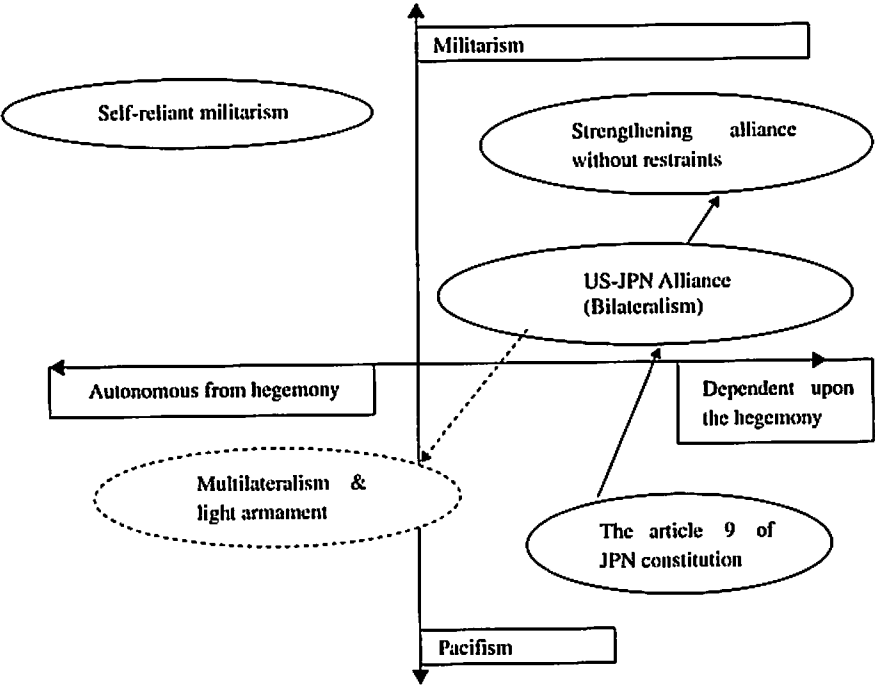 Militarism
Self-reliant militarism
Strengthening alliance
without restraints
US-JPN Alliance
(Bilateralism)
Autonomous from hegemony
Dependent upon
the hegemony
Multilateralism &
light armament
The article 9 of
JPN constitution
Pacifism